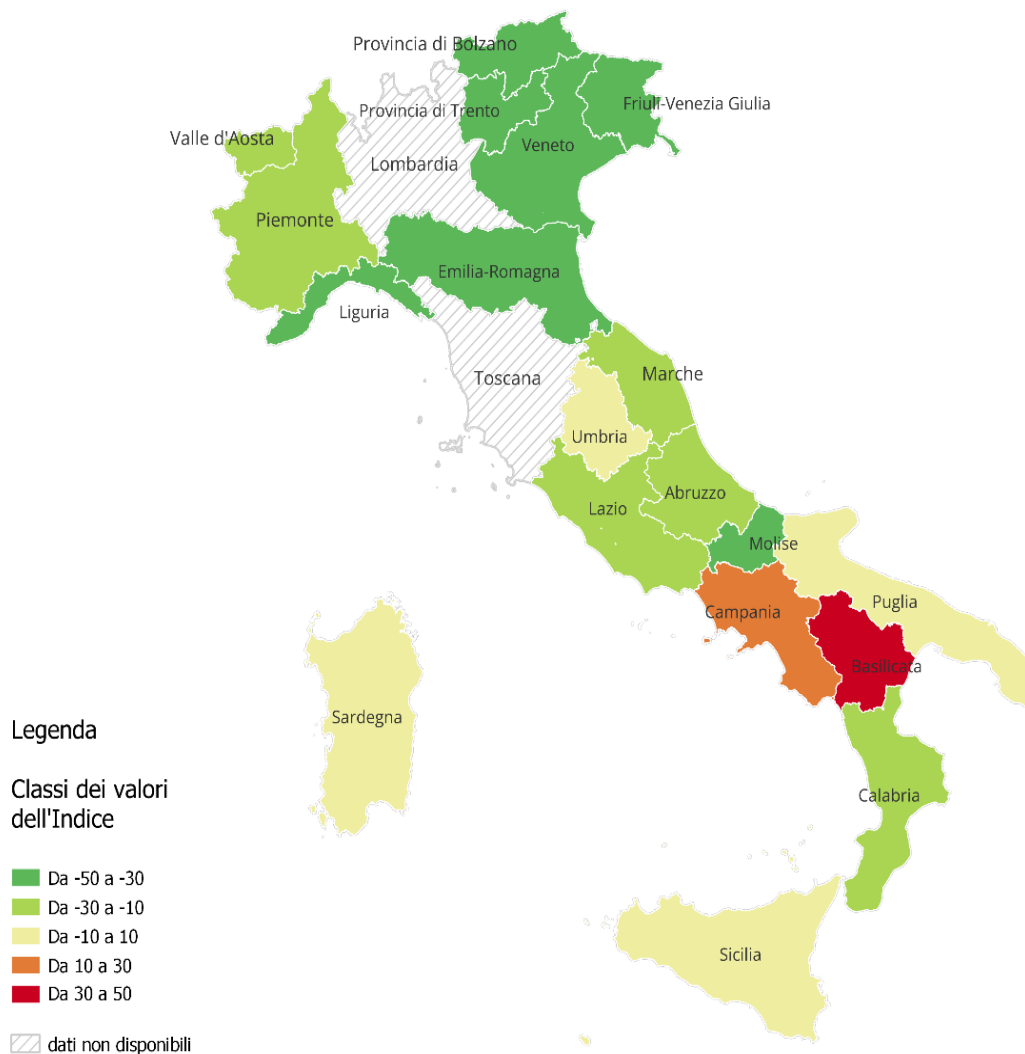 Provincia di Bolzano
Provincia di Trento
Friuli-Venezia Giulia
Valle d'Aosta
Veneto
Lombardia
Piemonte
Emilia-Romagna
Liguria
Toscana
Marche
Umbria
Abruzzo
Lazio
Molise
Puglia
Campania
Basilicata
Sardegna
Calabria
Sicilia
Legenda
Classi dei valori
dell'Indice
Da -50 a -30
Da -30 a -10
Da -10 a 10
Da 10 a 30
Da 30 a 50
dati non disponibili